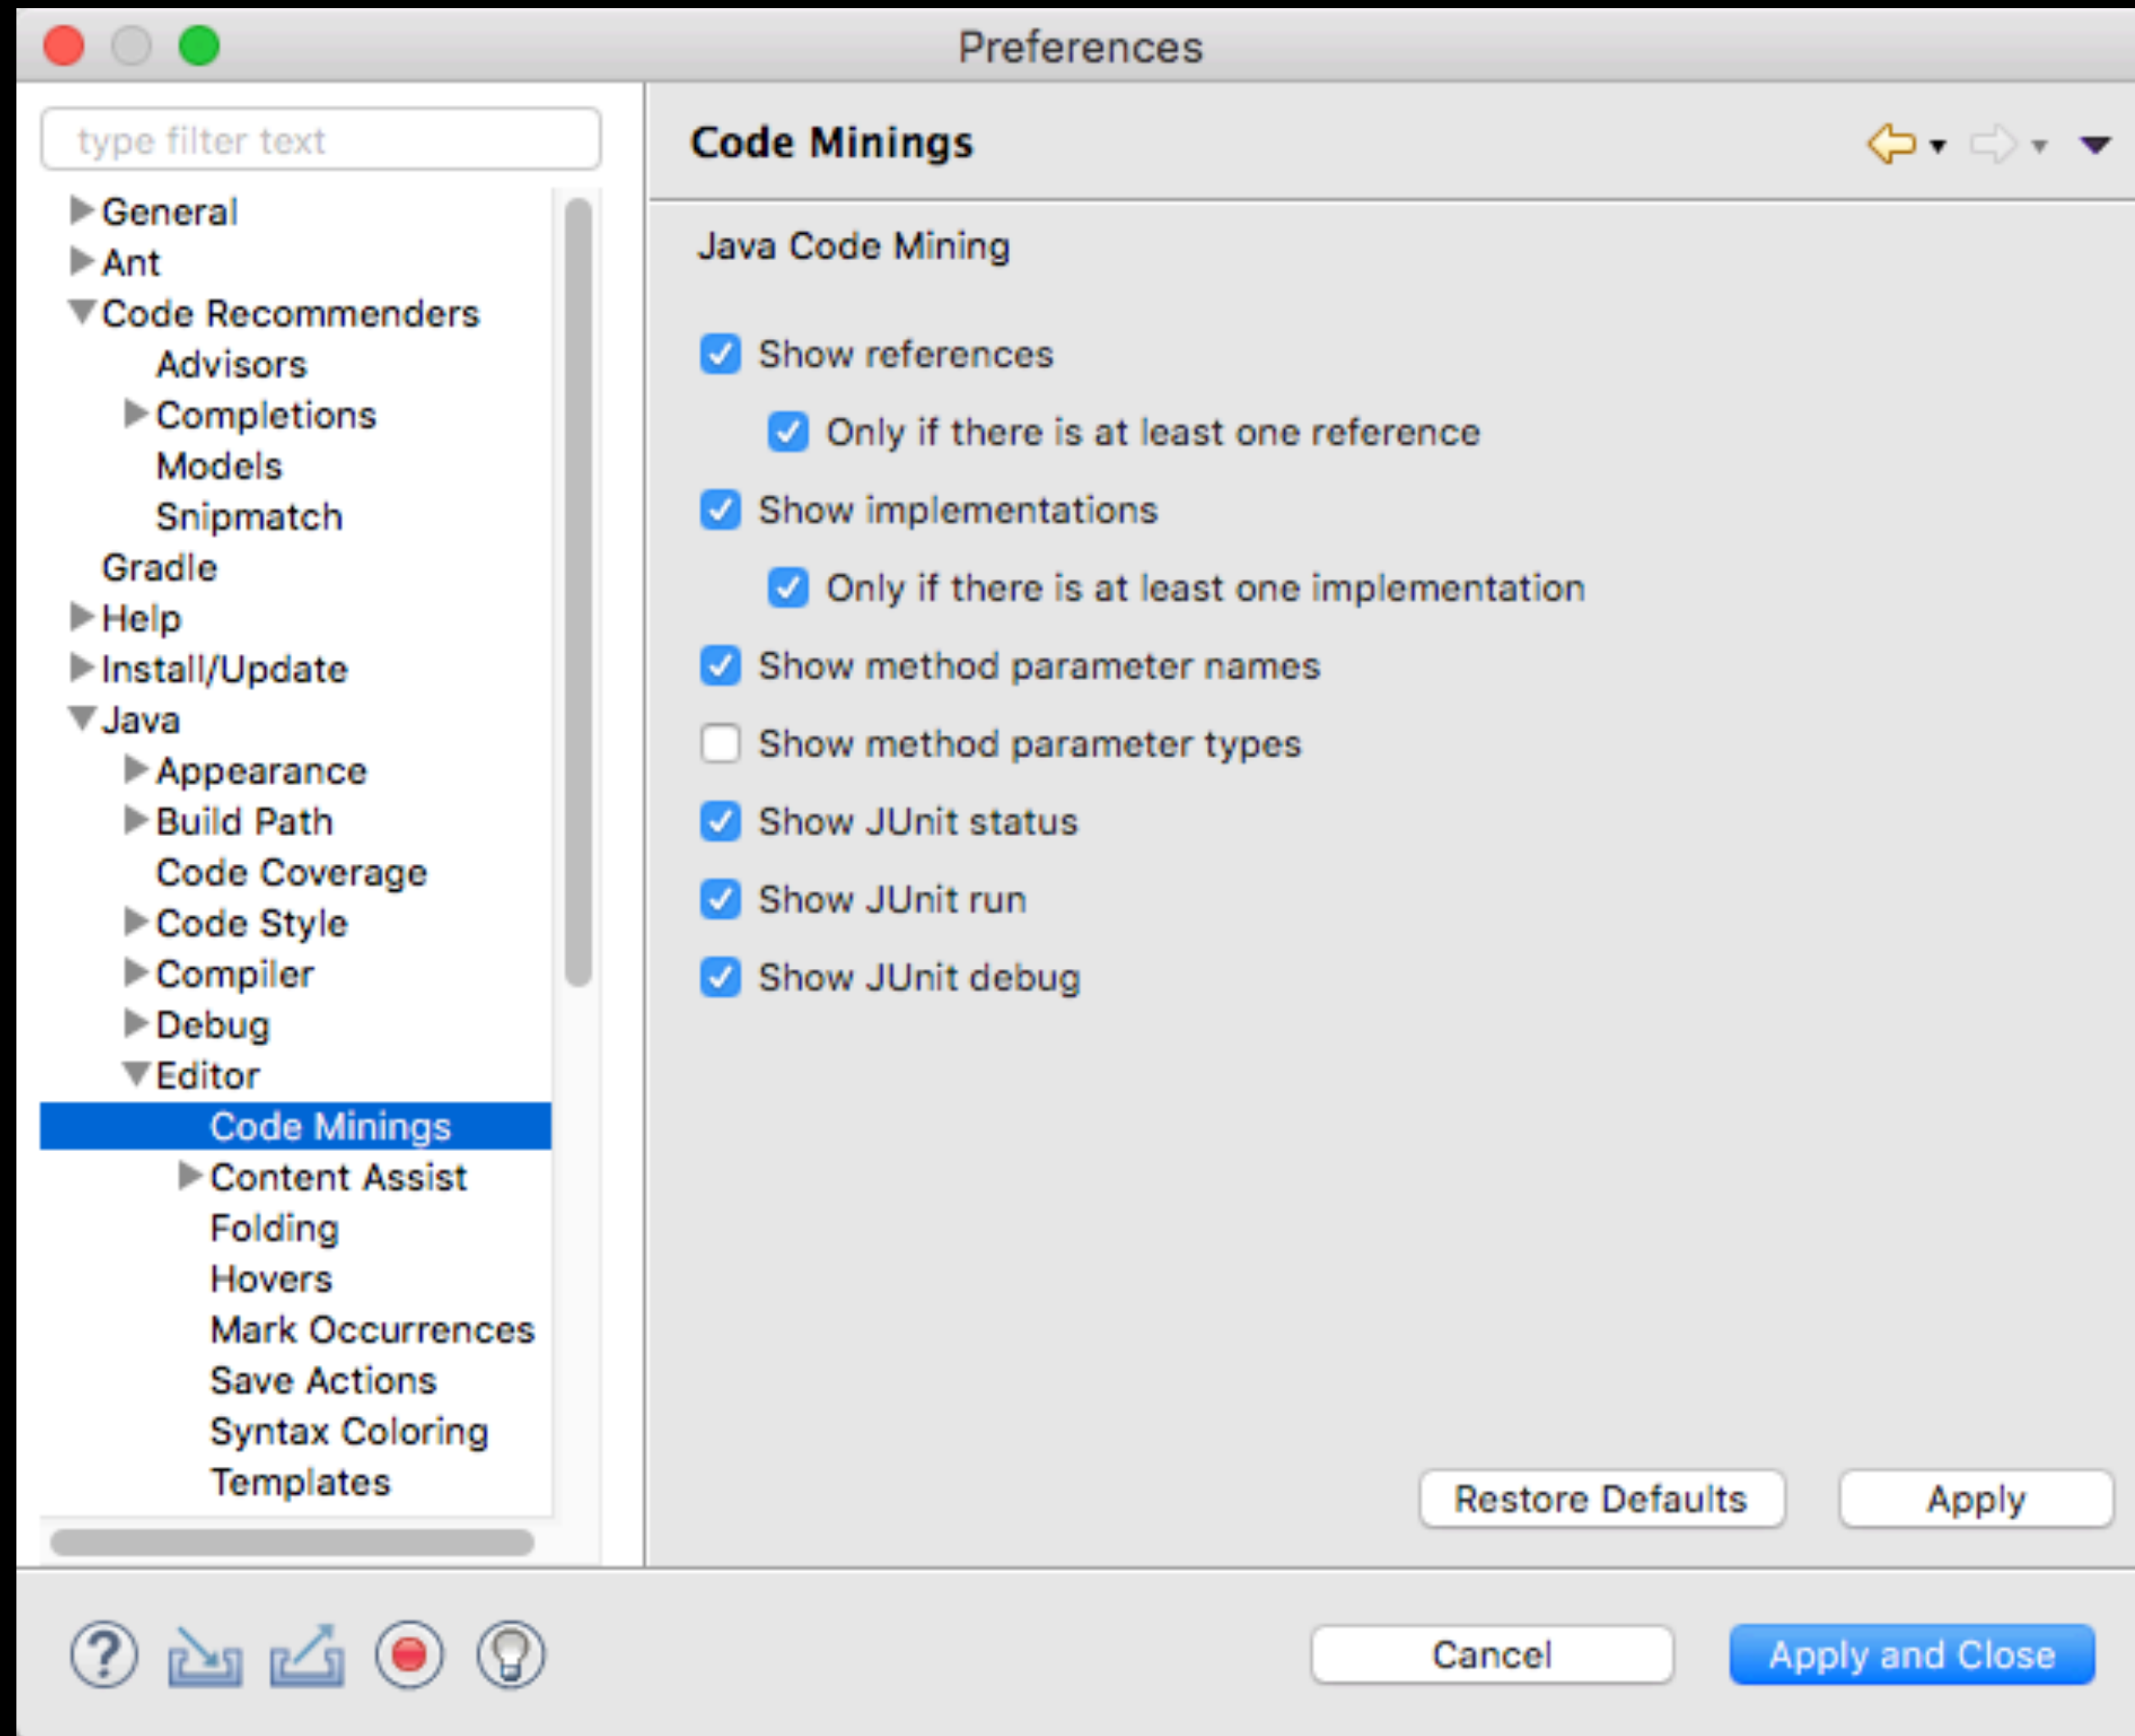 Preferences
type filter text
General
Ant
Code Recommenders
Advisors
Completions
Models
Snipmatch
Gradle
Help
Install/Update
Java
Appearance
Build Path
Code Coverage
Code Style
Compiler
Debug
Editor
Code Minings
Content Assist
Folding
Hovers
Mark Occurrences
Save Actions
Syntax Coloring
Templates
Code Minings
Java Code Mining
Show references
Only if there is at least one reference
Show implementations
Only if there is at least one implementation
Show method parameter names
Show method parameter types
Show JUnit status
Show JUnit run
Show JUnit debug
Restore Defaults
Apply
?
Cancel
Apply and Close